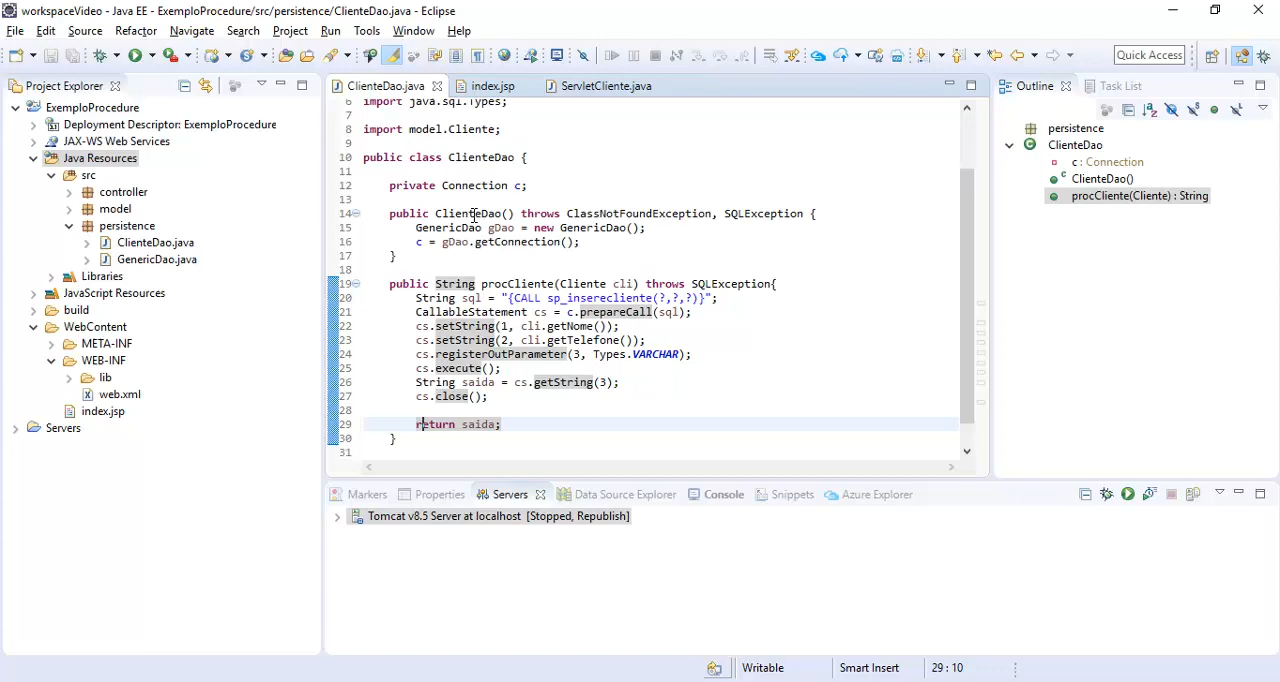 workspaceVideo - Java EE - ExemploProcedure/src/persistence/ClienteDao.java - Eclipse
File Edit Source Refactor Navigate Search Project Run Tools Window Help
Quick Access
Project Explorer
ExemploProcedure
Deployment Descriptor: ExemploProcedure
JAX-WS Web Services
Java Resources
src
controller
model
persistence
ClienteDao.java
GenericDao.java
Libraries
JavaScript Resources
build
WebContent
META-INF
WEB-INF
lib
web.xml
index.jsp
Servers
ClienteDao.java index.jsp ServletCliente.java
6 import java.sql.Types;
7
8 import model.Cliente;
9
10 public class ClienteDao {
11
12 private Connection c;
13
14 public ClienteDao() throws ClassNotFoundException, SQLException {
15 GenericDao gDao = new GenericDao();
16 c = gDao.getConnection();
17 }
18
19 public String procCliente(Cliente cli) throws SQLException{
20 String sql = "{CALL sp_inserecliente(?,?,?)}";
21 CallableStatement cs = c.prepareCall(sql);
22 cs.setString(1, cli.getNome());
23 cs.setString(2, cli.getTelefone());
24 cs.registerOutParameter(3, Types.VARCHAR);
25 cs.execute();
26 String saida = cs.getString(3);
27 cs.close();
28
29 return saida;
30 }
31
Outline Task List
persistence
ClienteDao
c : Connection
ClienteDao()
procCliente(Cliente) : String
Markers Properties Servers Data Source Explorer Console Snippets Azure Explorer
Tomcat v8.5 Server at localhost [Stopped, Republish]
Writable Smart Insert 29 : 10